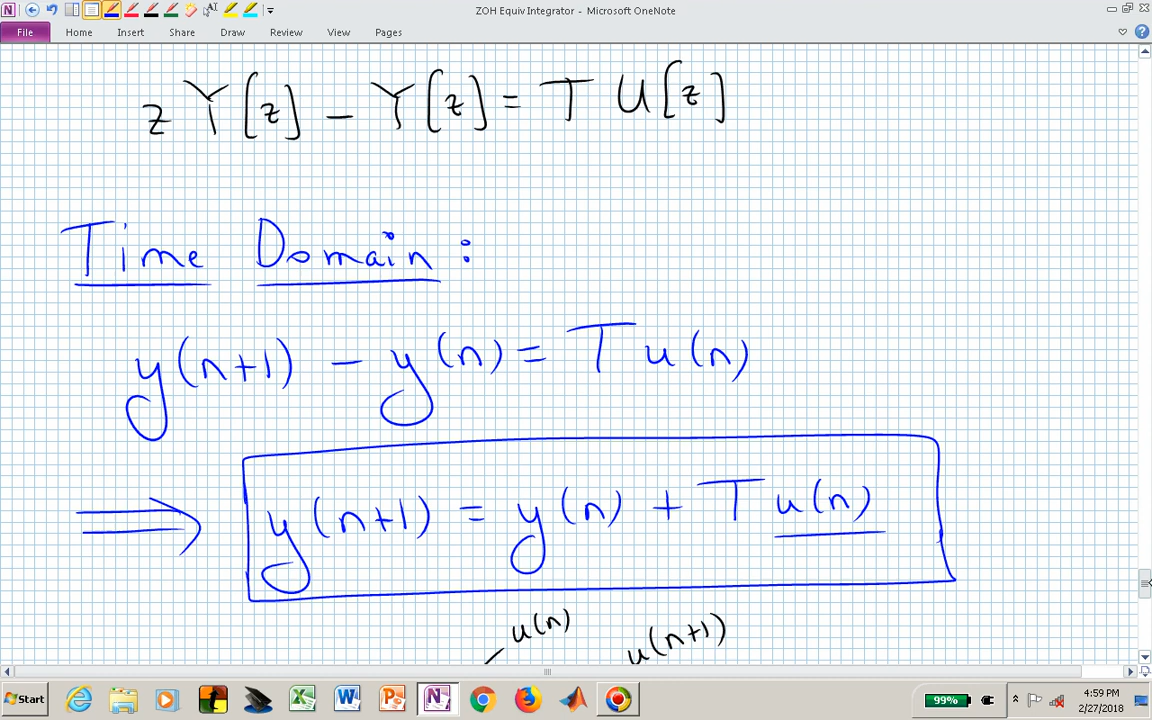 ZOH Equiv Integrator - Microsoft OneNote
File Home Insert Share Draw Review View Pages
z Y[z] - Y[z] = T U[z]
Time Domain:
y(n+1) - y(n) = T u(n)
⇒ y(n+1) = y(n) + T u(n)
u(n) u(n+1)
Start 99% 4:59 PM
2/27/2018